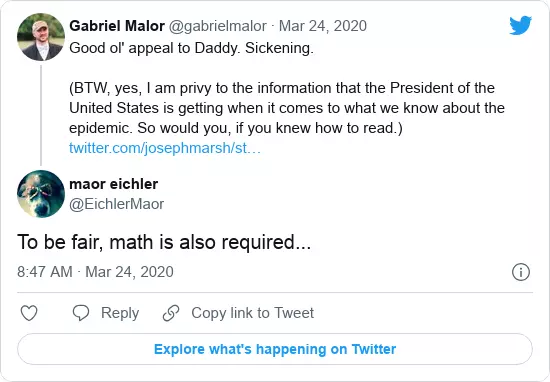 Gabriel Malor @gabrielmalor · Mar 24, 2020
Good ol' appeal to Daddy. Sickening.
(BTW, yes, I am privy to the information that the President of the
United States is getting when it comes to what we know about the
epidemic. So would you, if you knew how to read.)
twitter.com/josephmarsh/st…
maor eichler
@EichlerMaor
To be fair, math is also required...
8:47 AM · Mar 24, 2020
Reply
Copy link to Tweet
Explore what's happening on Twitter